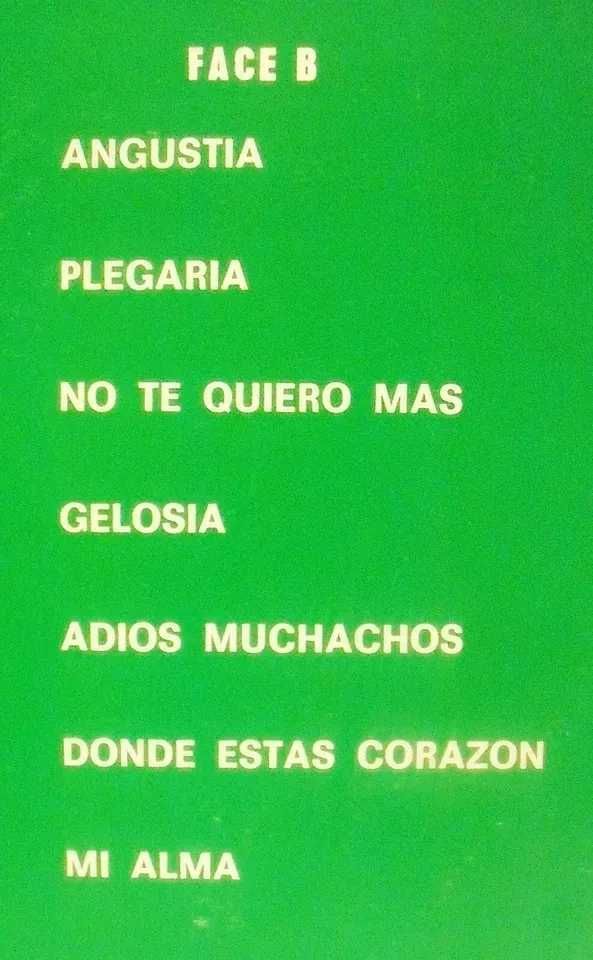 FACE B
ANGUSTIA
PLEGARIA
NO TE QUIERO MAS
GELOSIA
ADIOS MUCHACHOS
DONDE ESTAS CORAZON
MI ALMA